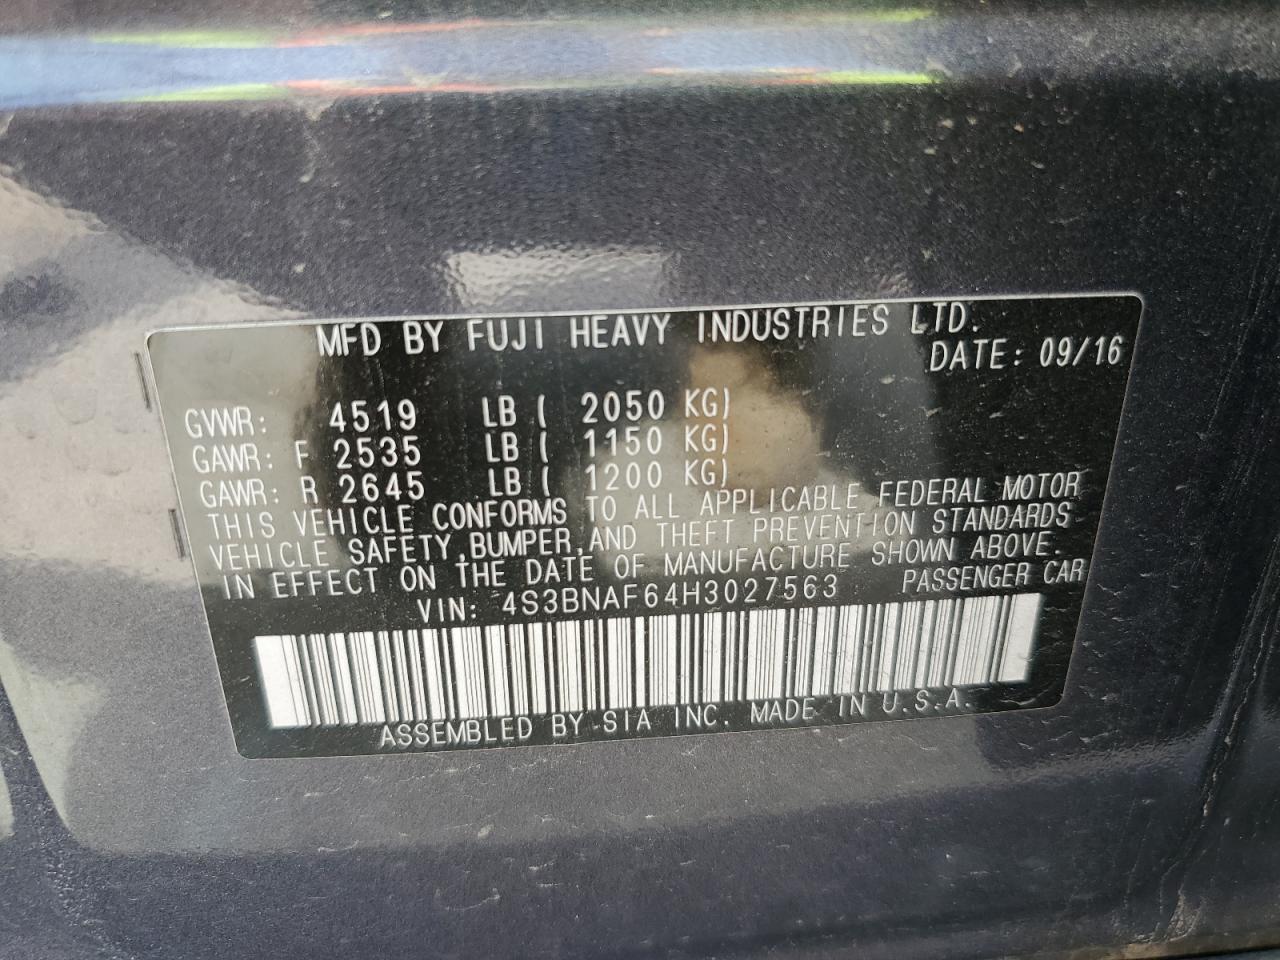 MFD BY FUJI HEAVY INDUSTRIES LTD.
DATE: 09/16
GVWR: 4519 LB ( 2050 KG)
GAWR: F 2535 LB ( 1150 KG)
GAWR: R 2645 LB ( 1200 KG)
THIS VEHICLE CONFORMS TO ALL APPLICABLE FEDERAL MOTOR
VEHICLE SAFETY,BUMPER,AND THEFT PREVENTION STANDARDS
IN EFFECT ON THE DATE OF MANUFACTURE SHOWN ABOVE.
VIN: 4S3BNAF64H3027563 PASSENGER CAR
ASSEMBLED BY SIA INC. MADE IN U.S.A.